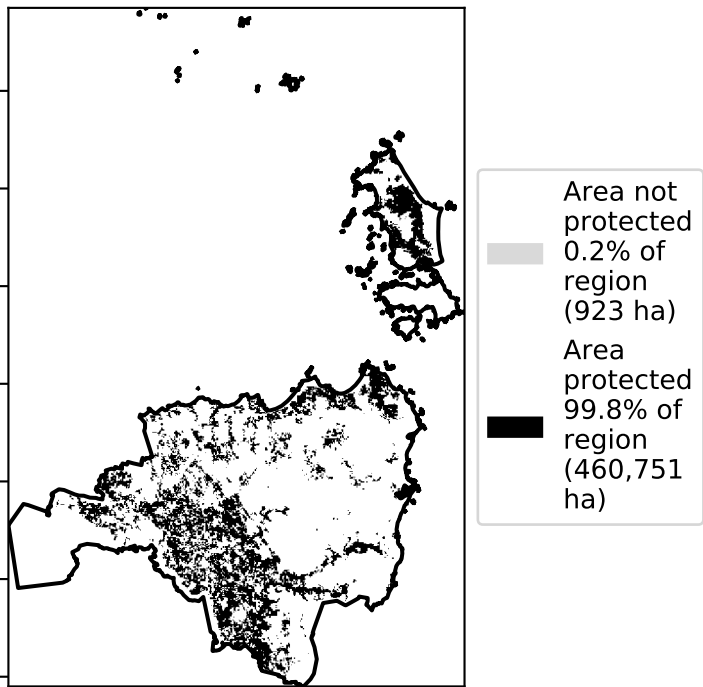 Area not
protected
0.2% of
region
(923 ha)
Area
protected
99.8% of
region
(460,751
ha)